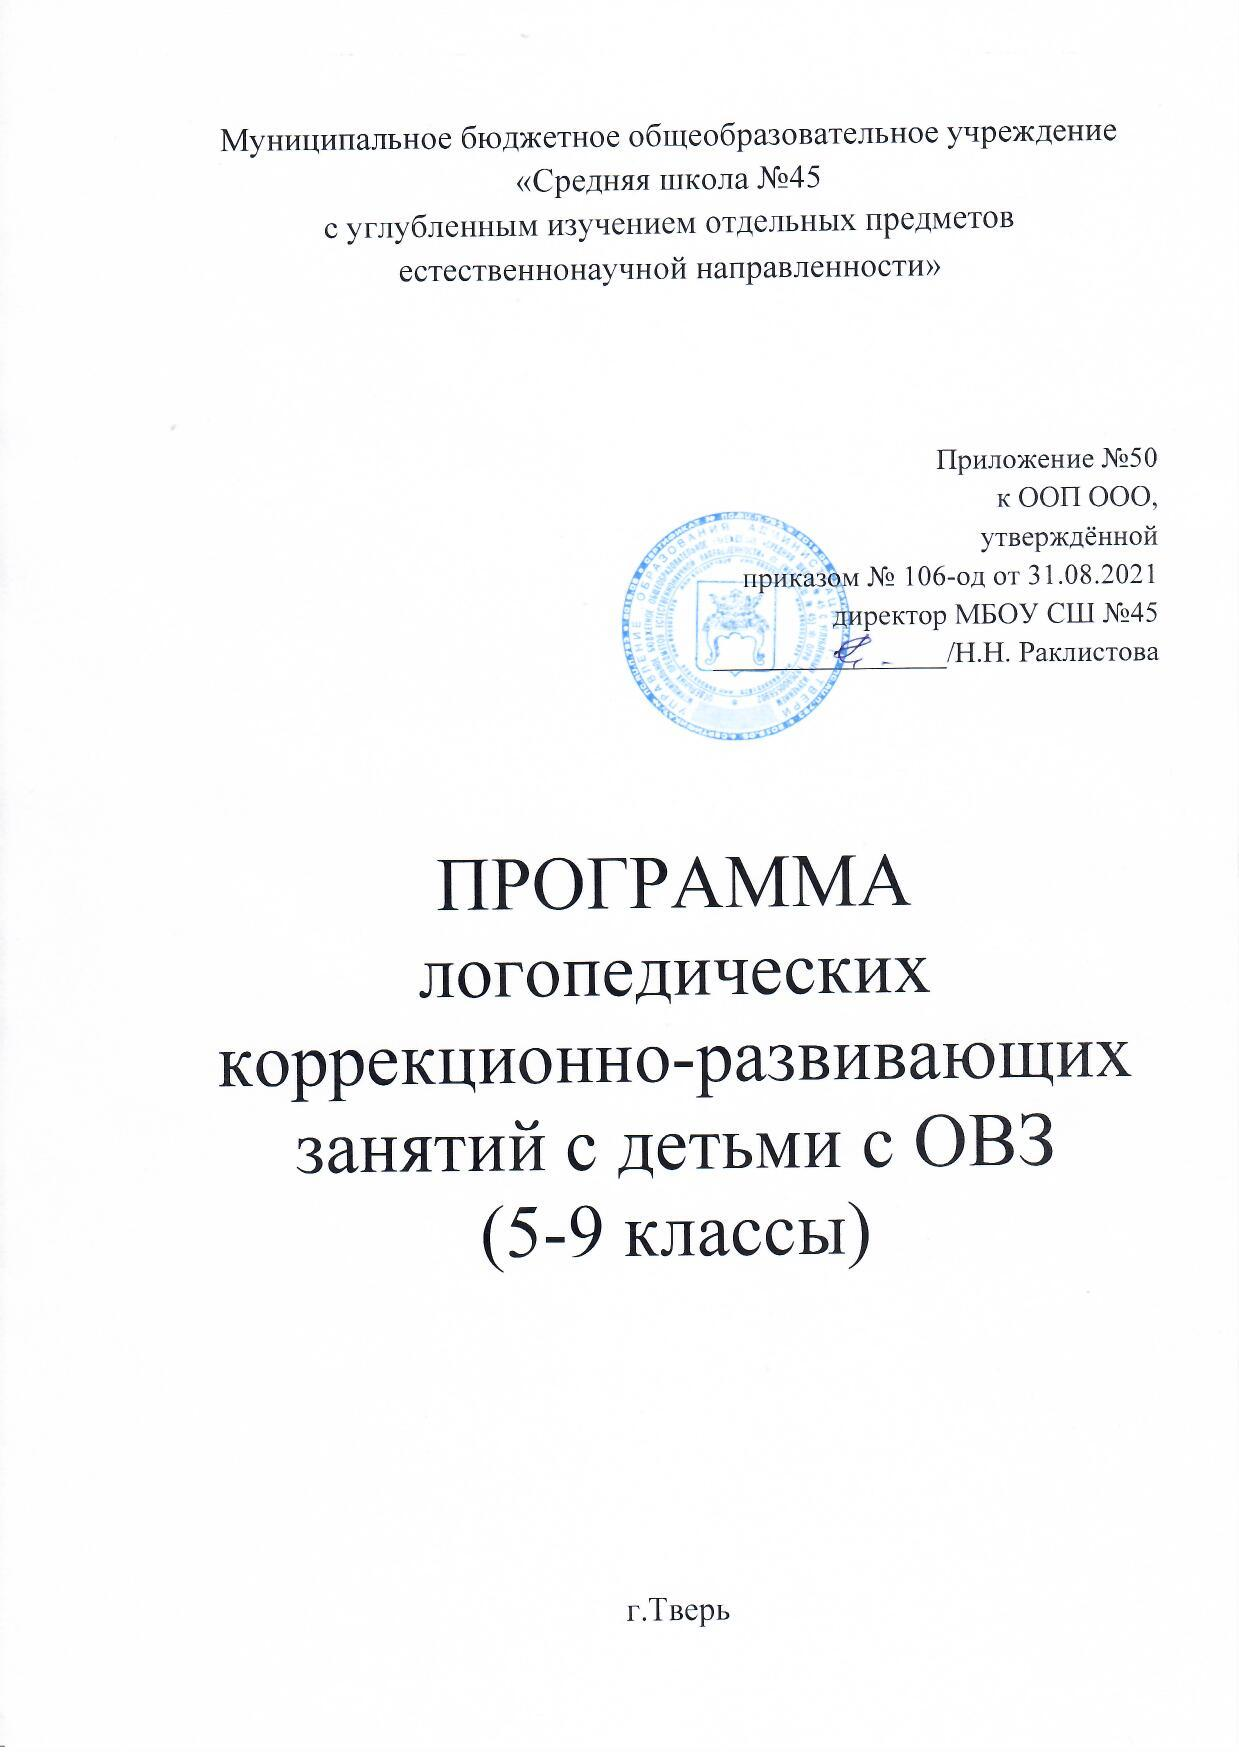 Муниципальное бюджетное общеобразовательное учреждение
«Средняя школа №45
с углубленным изучением отдельных предметов
естественнонаучной направленности»
Приложение №50
к ООП ООО,
утверждённой
приказом № 106-од от 31.08.2021
директор МБОУ СШ №45
/Н.Н. Раклистова
ПРОГРАММА
логопедических
коррекционно-развивающих
занятий с детьми с ОВЗ
(5-9 классы)
г.Тверь